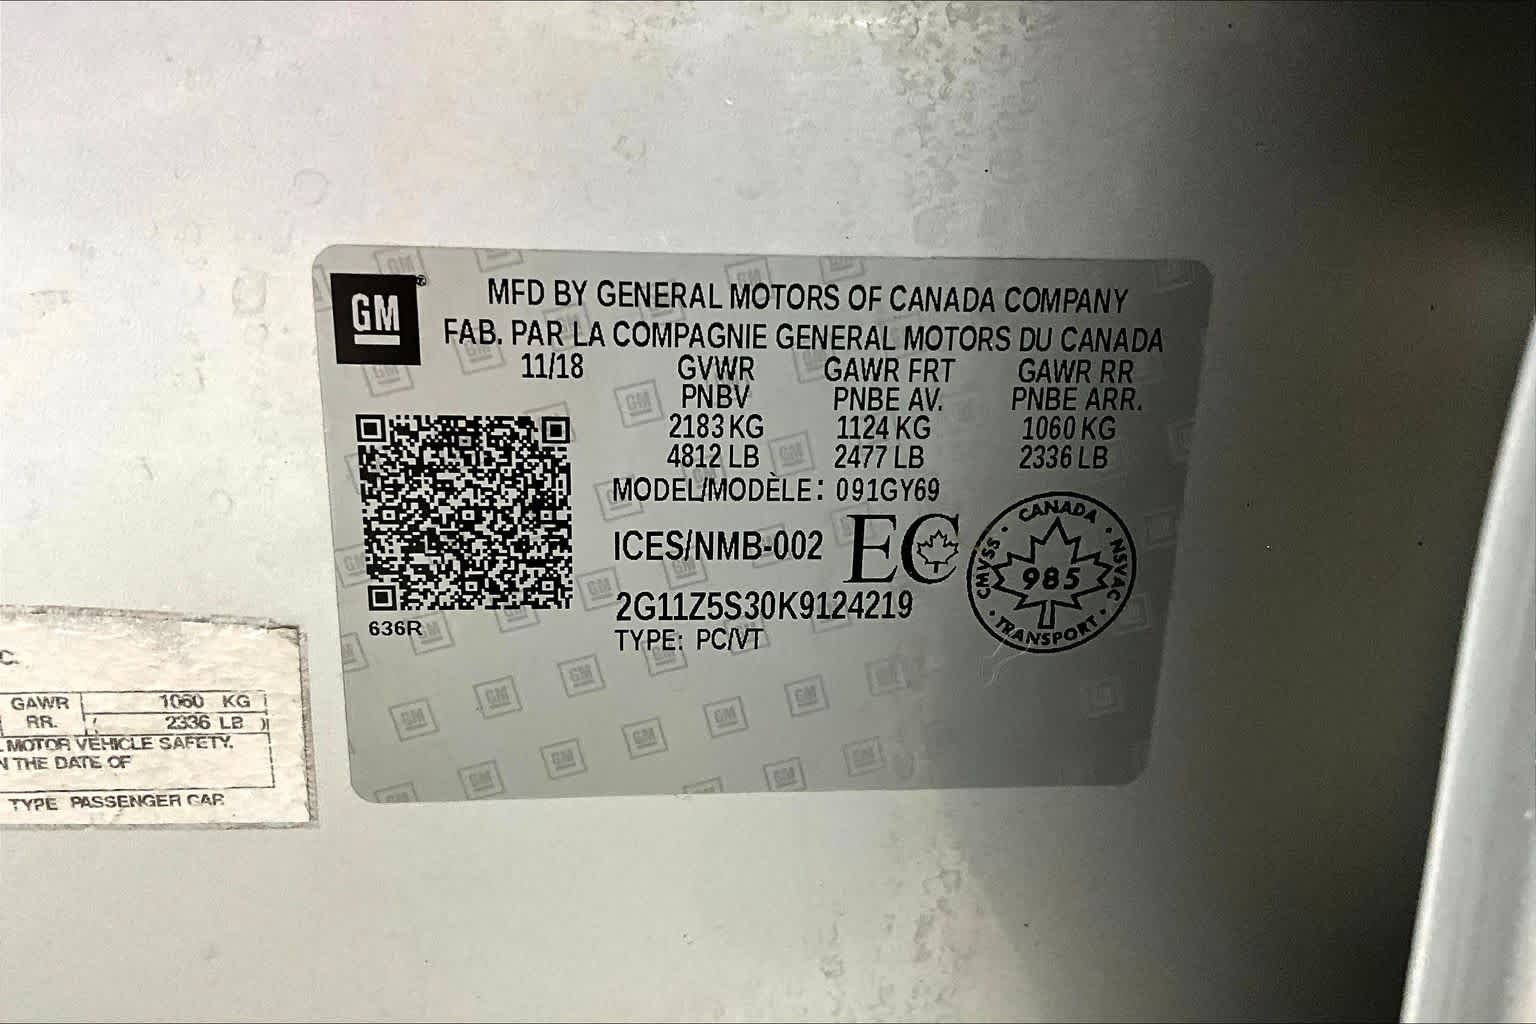 GM
MFD BY GENERAL MOTORS OF CANADA COMPANY
FAB. PAR LA COMPAGNIE GENERAL MOTORS DU CANADA
11/18 GVWR GAWR FRT GAWR RR
PNBV PNBE AV. PNBE ARR.
2183 KG 1124 KG 1060 KG
4812 LB 2477 LB 2336 LB
MODEL/MODÈLE: 091GY69
ICES/NMB-002 EC
CANADA
CMVSS 985 NSVAC
TRANSPORT
2G11Z5S30K9124219
636R
TYPE: PC/VT
C.
GAWR 1060 KG
RR. ( 2336 LB )
MOTOR VEHICLE SAFETY.
N THE DATE OF
TYPE PASSENGER CAR